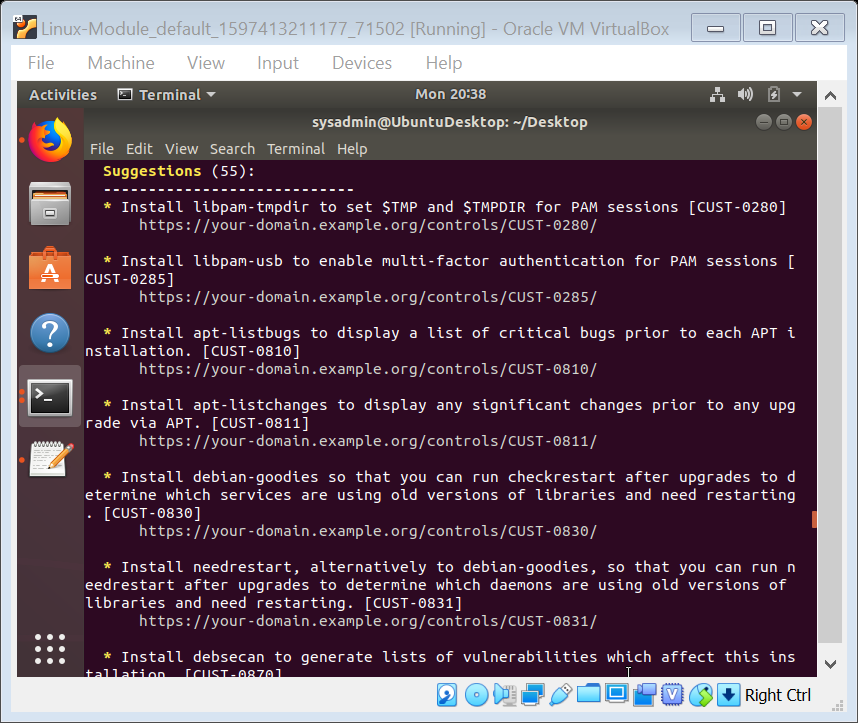 Linux-Module_default_1597413211177_71502 [Running] - Oracle VM VirtualBox
File Machine View Input Devices Help
Activities Terminal Mon 20:38
sysadmin@UbuntuDesktop: ~/Desktop
File Edit View Search Terminal Help
Suggestions (55):
----------------------------
* Install libpam-tmpdir to set $TMP and $TMPDIR for PAM sessions [CUST-0280]
https://your-domain.example.org/controls/CUST-0280/
* Install libpam-usb to enable multi-factor authentication for PAM sessions [
CUST-0285]
https://your-domain.example.org/controls/CUST-0285/
* Install apt-listbugs to display a list of critical bugs prior to each APT i
nstallation. [CUST-0810]
https://your-domain.example.org/controls/CUST-0810/
* Install apt-listchanges to display any significant changes prior to any upg
rade via APT. [CUST-0811]
https://your-domain.example.org/controls/CUST-0811/
* Install debian-goodies so that you can run checkrestart after upgrades to d
etermine which services are using old versions of libraries and need restarting
. [CUST-0830]
https://your-domain.example.org/controls/CUST-0830/
* Install needrestart, alternatively to debian-goodies, so that you can run n
eedrestart after upgrades to determine which daemons are using old versions of
libraries and need restarting. [CUST-0831]
https://your-domain.example.org/controls/CUST-0831/
* Install debsecan to generate lists of vulnerabilities which affect this ins
tallation. [CUST-0870]
Right Ctrl